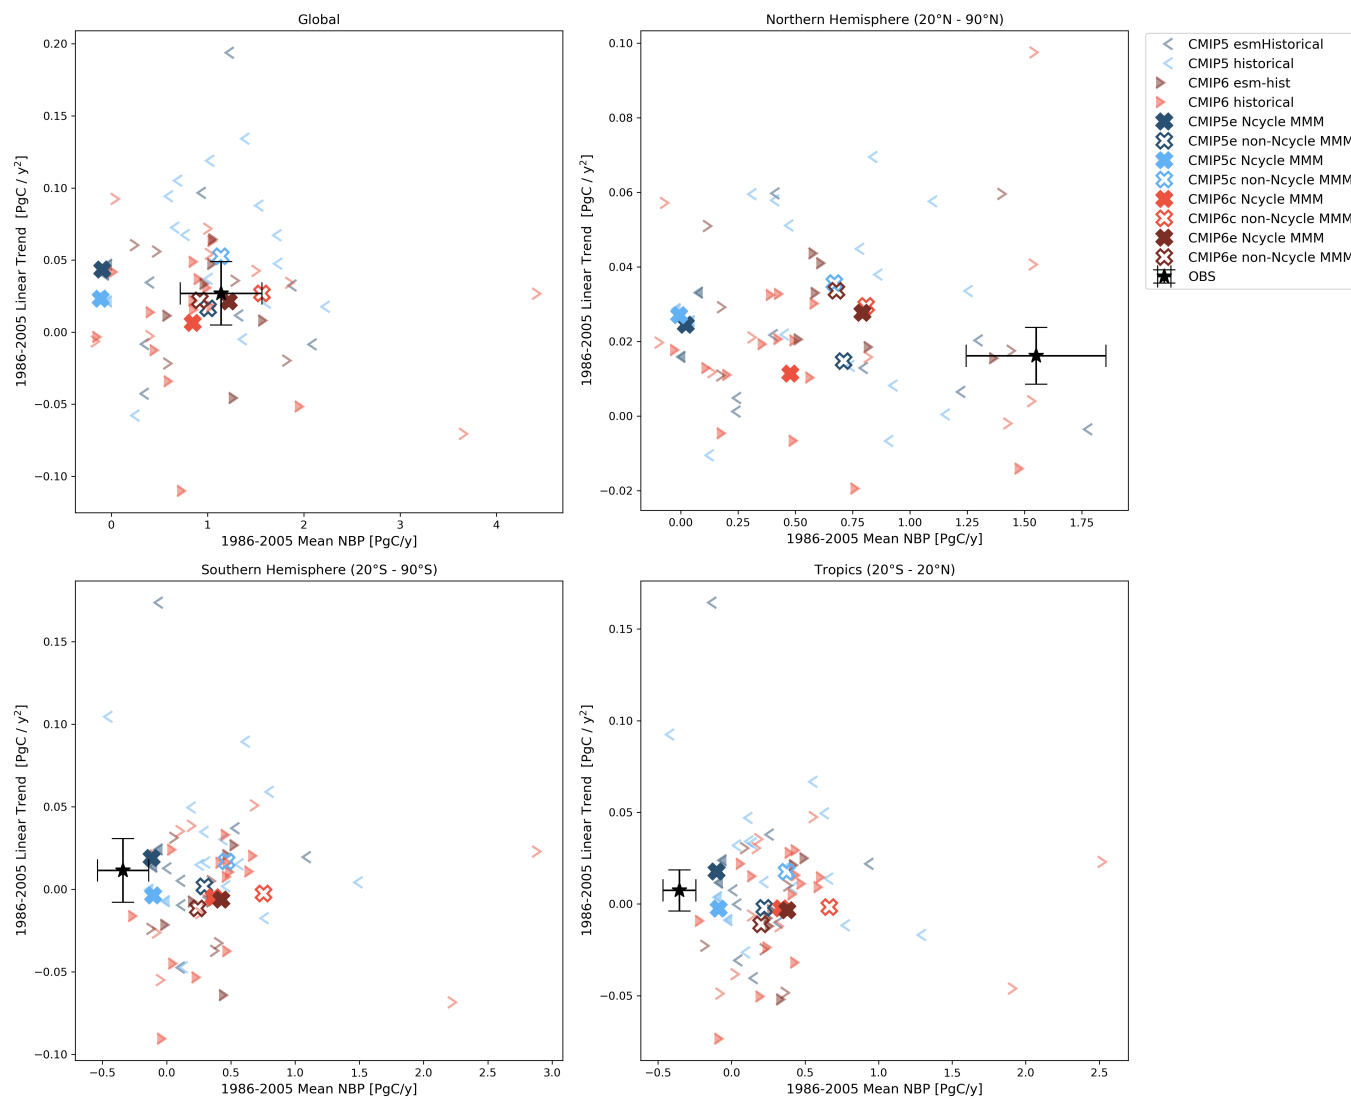 Global
0.20
0.15
0.10
0.05
0.00
−0.05
−0.10
0
1
2
3
4
1986-2005 Linear Trend [PgC / y²]
1986-2005 Mean NBP [PgC/y]
Northern Hemisphere (20°N - 90°N)
0.10
0.08
0.06
0.04
0.02
0.00
−0.02
0.00
0.25
0.50
0.75
1.00
1.25
1.50
1.75
1986-2005 Linear Trend [PgC / y²]
1986-2005 Mean NBP [PgC/y]
CMIP5 esmHistorical
CMIP5 historical
CMIP6 esm-hist
CMIP6 historical
CMIP5e Ncycle MMM
CMIP5e non-Ncycle MMM
CMIP5c Ncycle MMM
CMIP5c non-Ncycle MMM
CMIP6c Ncycle MMM
CMIP6c non-Ncycle MMM
CMIP6e Ncycle MMM
CMIP6e non-Ncycle MMM
OBS
Southern Hemisphere (20°S - 90°S)
0.15
0.10
0.05
0.00
−0.05
−0.10
−0.5
0.0
0.5
1.0
1.5
2.0
2.5
3.0
1986-2005 Linear Trend [PgC / y²]
1986-2005 Mean NBP [PgC/y]
Tropics (20°S - 20°N)
0.15
0.10
0.05
0.00
−0.05
−0.5
0.0
0.5
1.0
1.5
2.0
2.5
1986-2005 Linear Trend [PgC / y²]
1986-2005 Mean NBP [PgC/y]